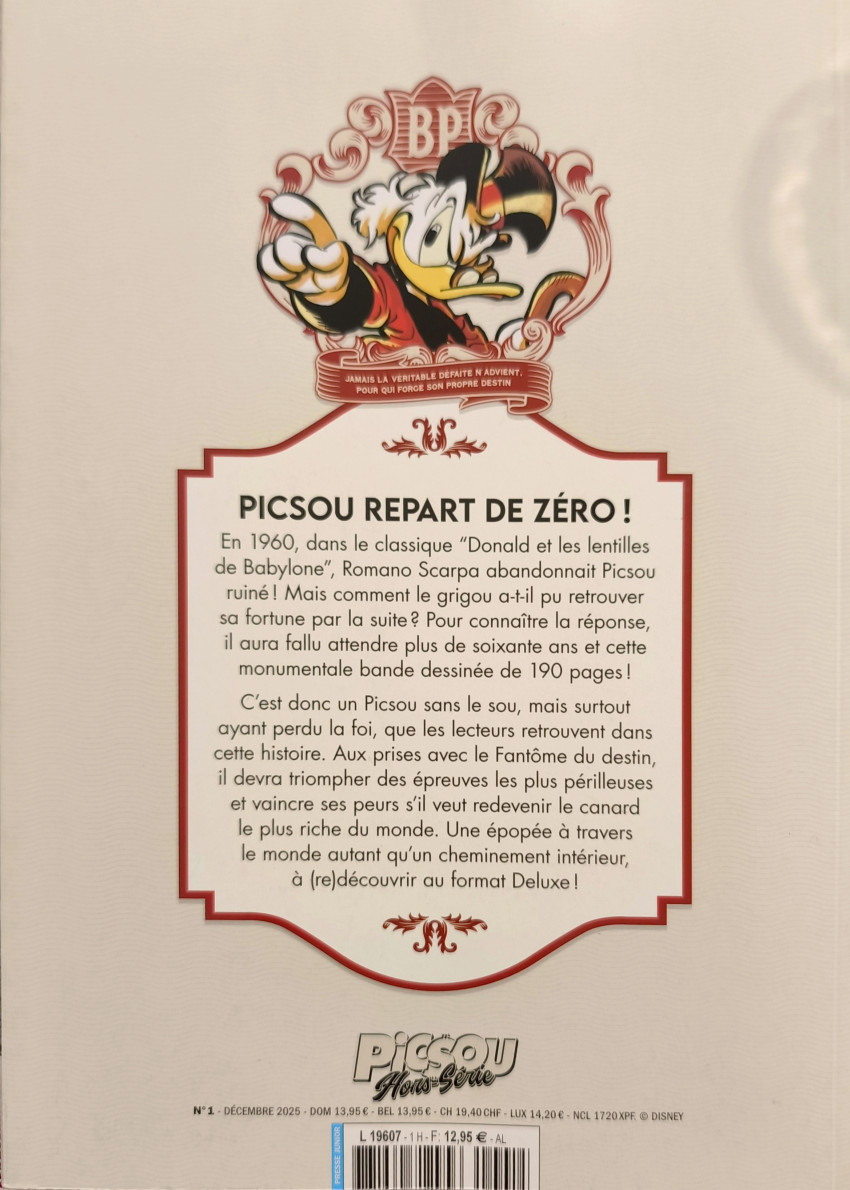 BP
JAMAIS LA VÉRITABLE DÉFAITE N'ADVIENT,
POUR QUI FORGE SON PROPRE DESTIN
PICSOU REPART DE ZÉRO !
En 1960, dans le classique “Donald et les lentilles
de Babylone”, Romano Scarpa abandonnait Picsou
ruiné ! Mais comment le grigou a-t-il pu retrouver
sa fortune par la suite ? Pour connaître la réponse,
il aura fallu attendre plus de soixante ans et cette
monumentale bande dessinée de 190 pages !
C’est donc un Picsou sans le sou, mais surtout
ayant perdu la foi, que les lecteurs retrouvent dans
cette histoire. Aux prises avec le Fantôme du destin,
il devra triompher des épreuves les plus périlleuses
et vaincre ses peurs s’il veut redevenir le canard
le plus riche du monde. Une épopée à travers
le monde autant qu’un cheminement intérieur,
à (re)découvrir au format Deluxe !
PICSOU
Hors-Série
N°1 - DÉCEMBRE 2025 - DOM 13,95 € - BEL 13,95 € - CH 19,40 CHF - LUX 14,20 € - NCL 1720 XPF. © DISNEY
PRESSE JUNIOR
L 19607 - 1 H - F: 12,95 € - AL